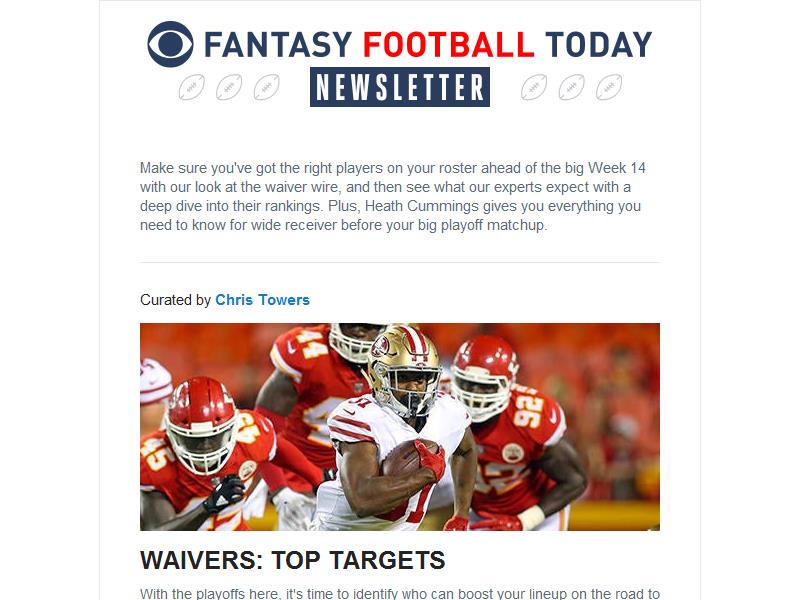 FANTASY FOOTBALL TODAY
NEWSLETTER
Make sure you've got the right players on your roster ahead of the big Week 14
with our look at the waiver wire, and then see what our experts expect with a
deep dive into their rankings. Plus, Heath Cummings gives you everything you
need to know for wide receiver before your big playoff matchup.
Curated by Chris Towers
44
92
45
WAIVERS: TOP TARGETS
With the playoffs here, it's time to identify who can boost your lineup on the road to